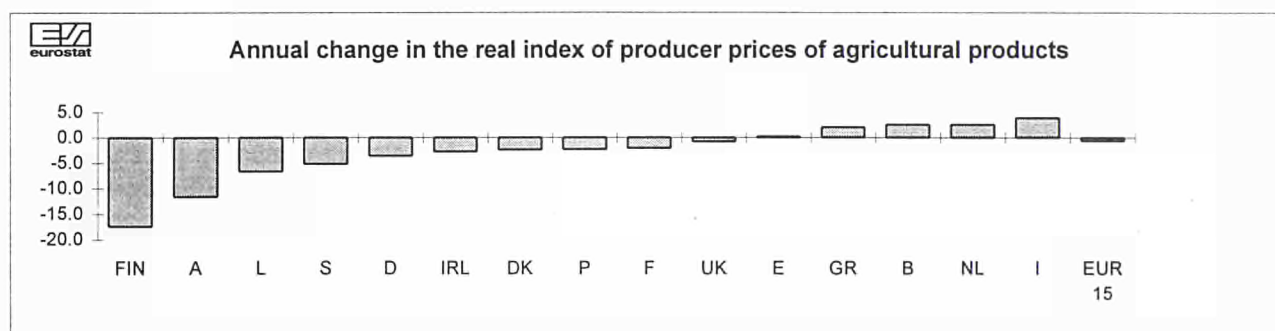 eurostat
Annual change in the real index of producer prices of agricultural products
5.0
0.0
-5.0
-10.0
-15.0
-20.0
FIN A L S D IRL DK P F UK E GR B NL I EUR
15